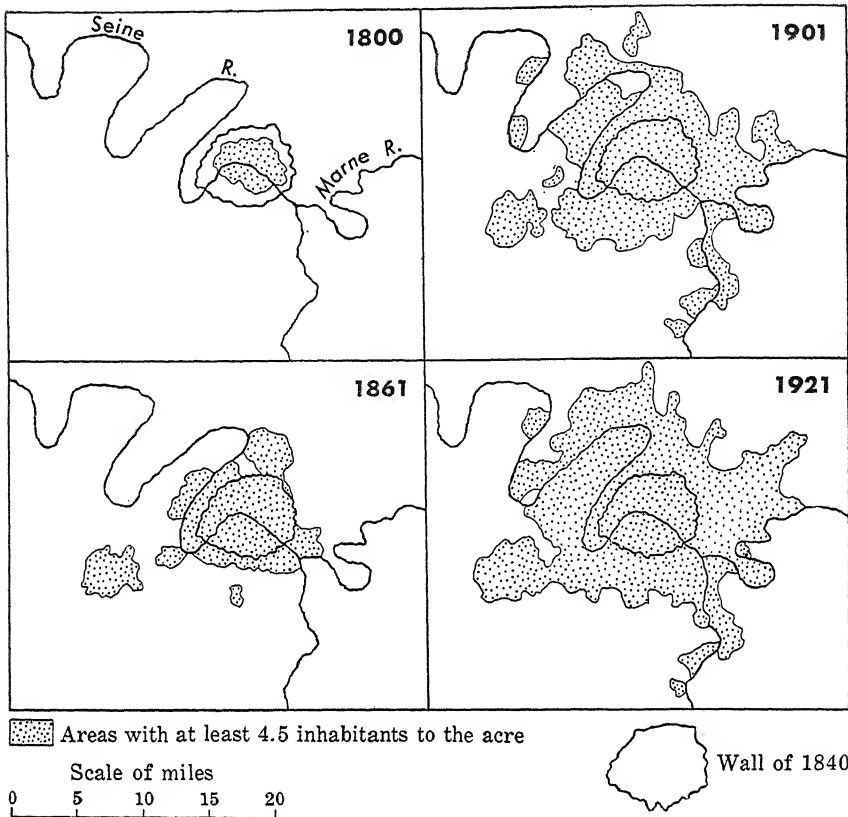 Seine
R.
1800
Marne R.
1901
1861
1921
Areas with at least 4.5 inhabitants to the acre
Scale of miles
0 5 10 15 20
Wall of 1840